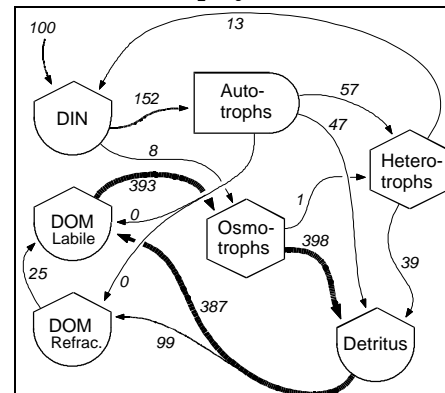 100
13
152
Auto-
trophs
57
DIN
47
8
Hetero-
trophs
393
DOM
Labile
0
Osmo-
trophs
1
398
25
0
387
39
DOM
Refrac.
99
Detritus